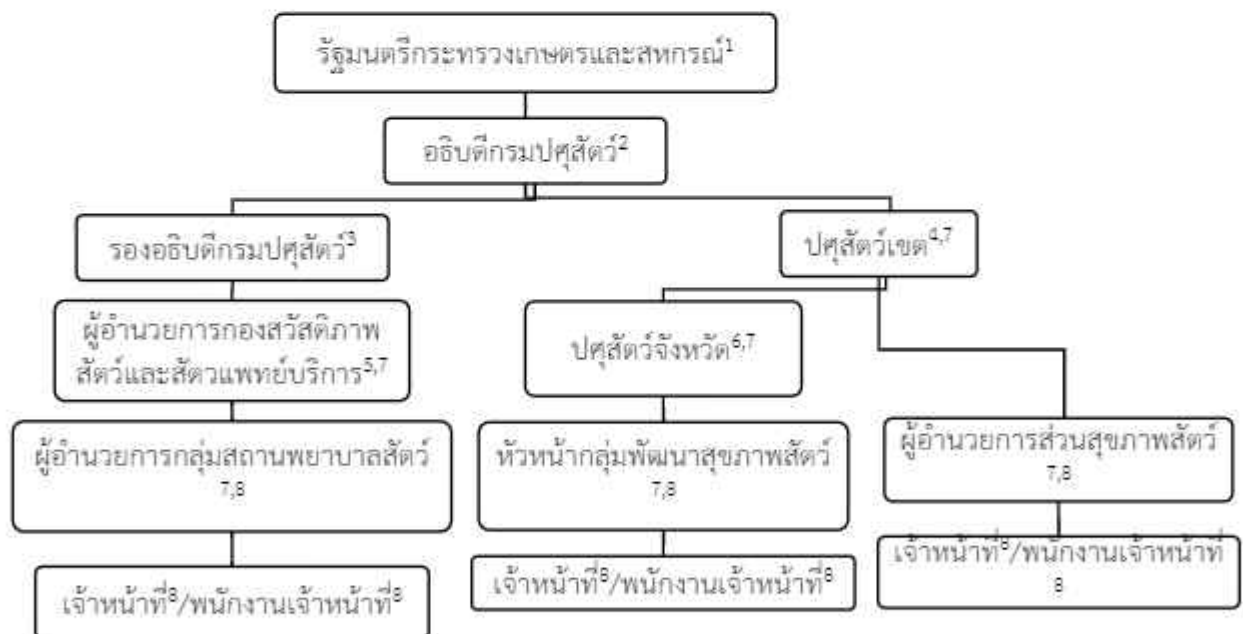 รัฐมนตรีกระทรวงเกษตรและสหกรณ์¹
อธิบดีกรมปศุสัตว์²
รองอธิบดีกรมปศุสัตว์³
ปศุสัตว์เขต⁴,⁷
ผู้อำนวยการกองสวัสดิภาพ
สัตว์และสัตวแพทย์บริการ⁵,⁷
ปศุสัตว์จังหวัด⁶,⁷
ผู้อำนวยการกลุ่มสถานพยาบาลสัตว์
⁷,⁸
หัวหน้ากลุ่มพัฒนาสุขภาพสัตว์
⁷,⁸
ผู้อำนวยการส่วนสุขภาพสัตว์
⁷,⁸
เจ้าหน้าที่⁸/พนักงานเจ้าหน้าที่⁸
เจ้าหน้าที่⁸/พนักงานเจ้าหน้าที่⁸
เจ้าหน้าที่⁸/พนักงานเจ้าหน้าที่
⁸